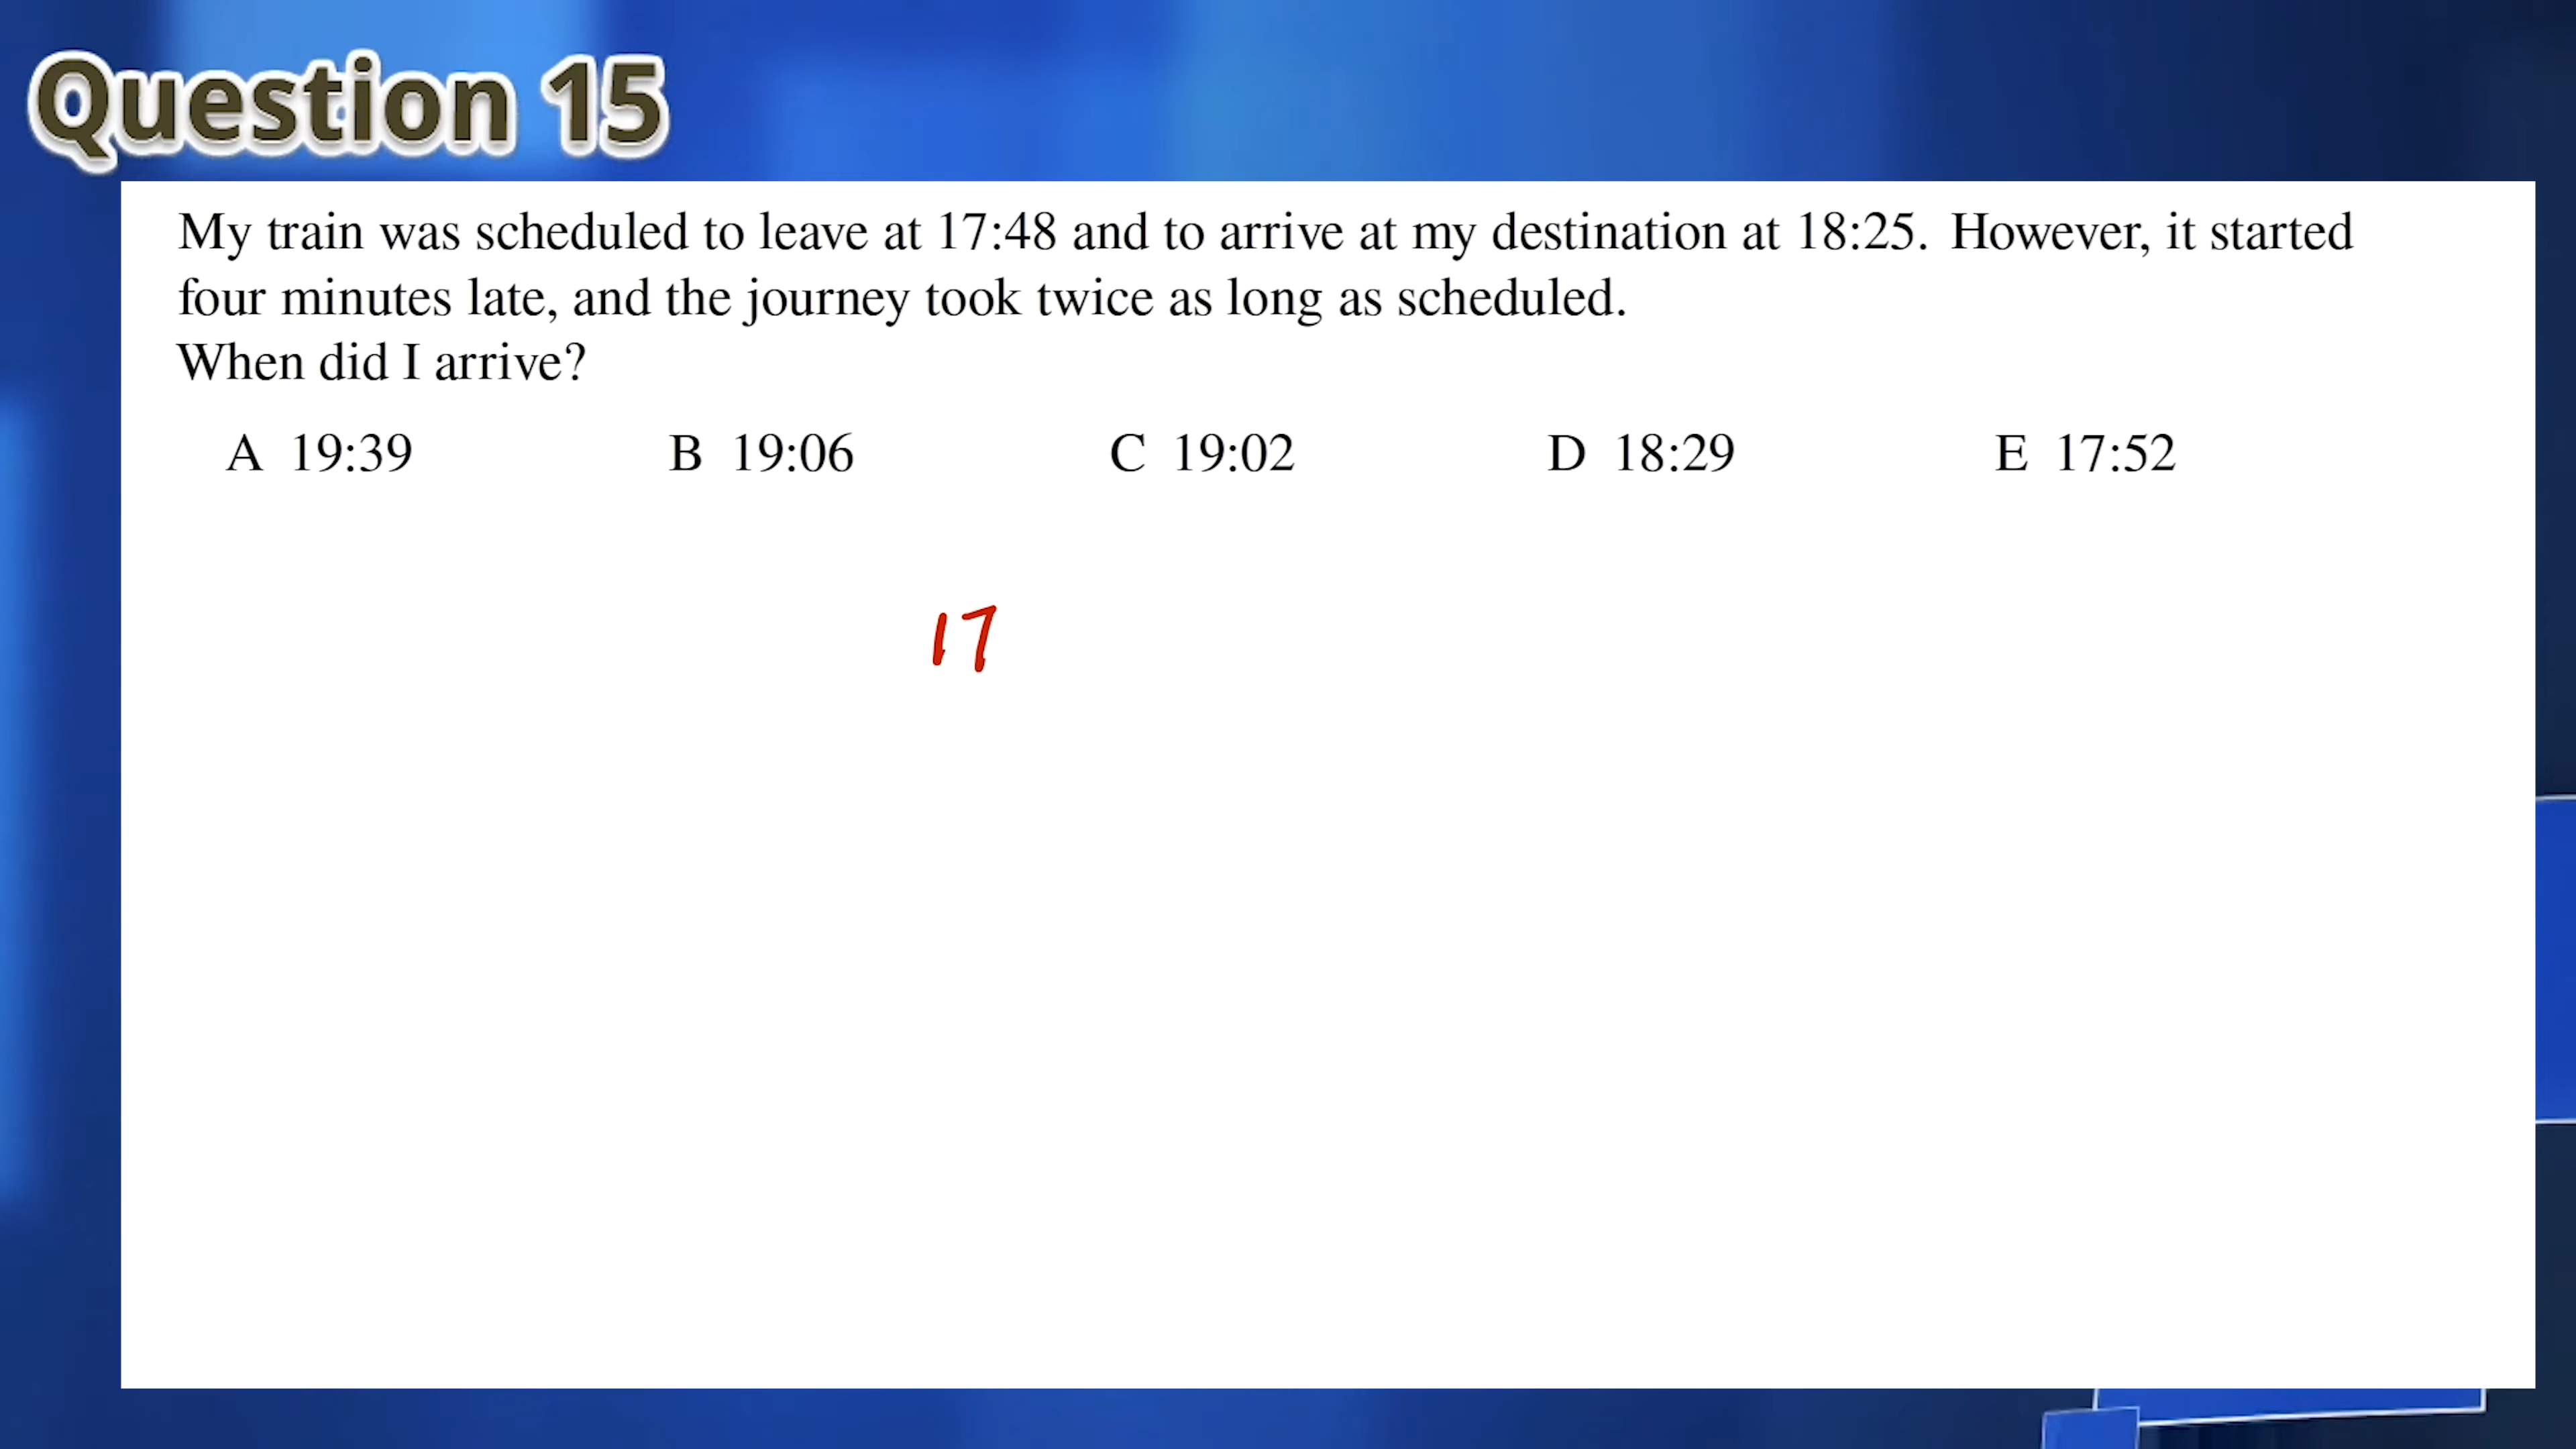 Question 15
My train was scheduled to leave at 17:48 and to arrive at my destination at 18:25. However, it started
four minutes late, and the journey took twice as long as scheduled.
When did I arrive?
A 19:39 B 19:06 C 19:02 D 18:29 E 17:52
17